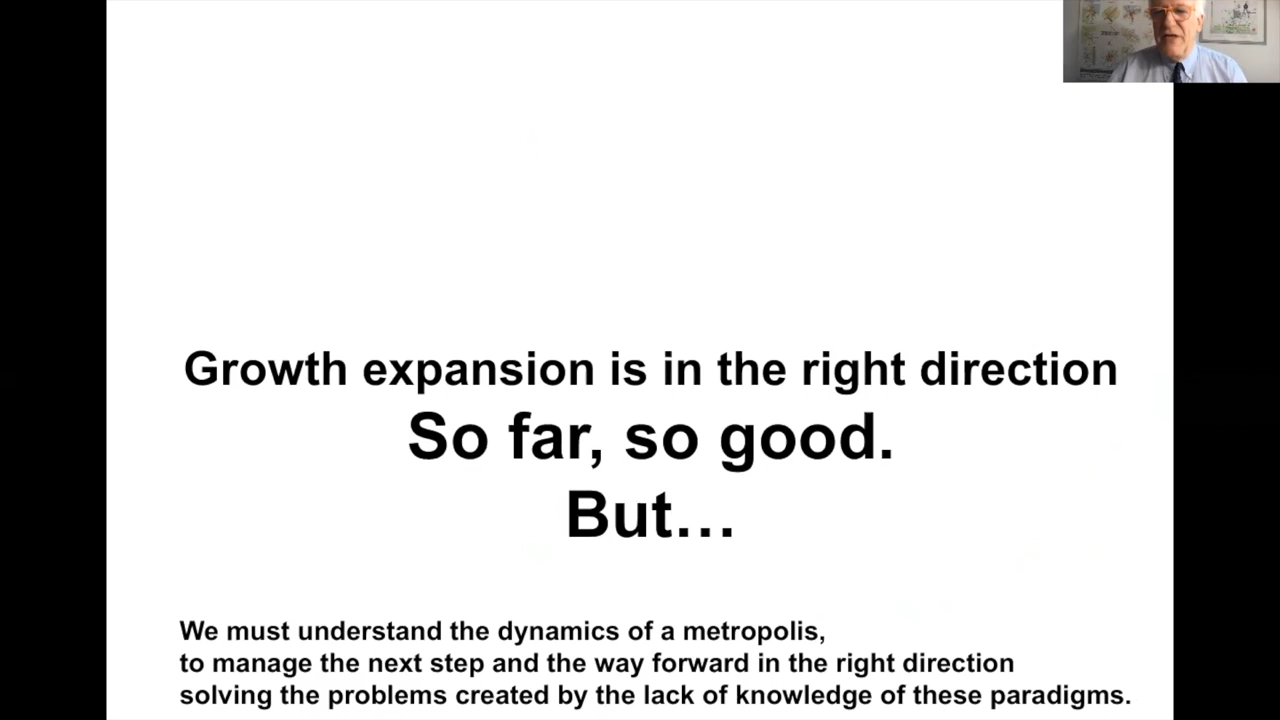 Growth expansion is in the right direction
So far, so good.
But…
We must understand the dynamics of a metropolis,
to manage the next step and the way forward in the right direction
solving the problems created by the lack of knowledge of these paradigms.